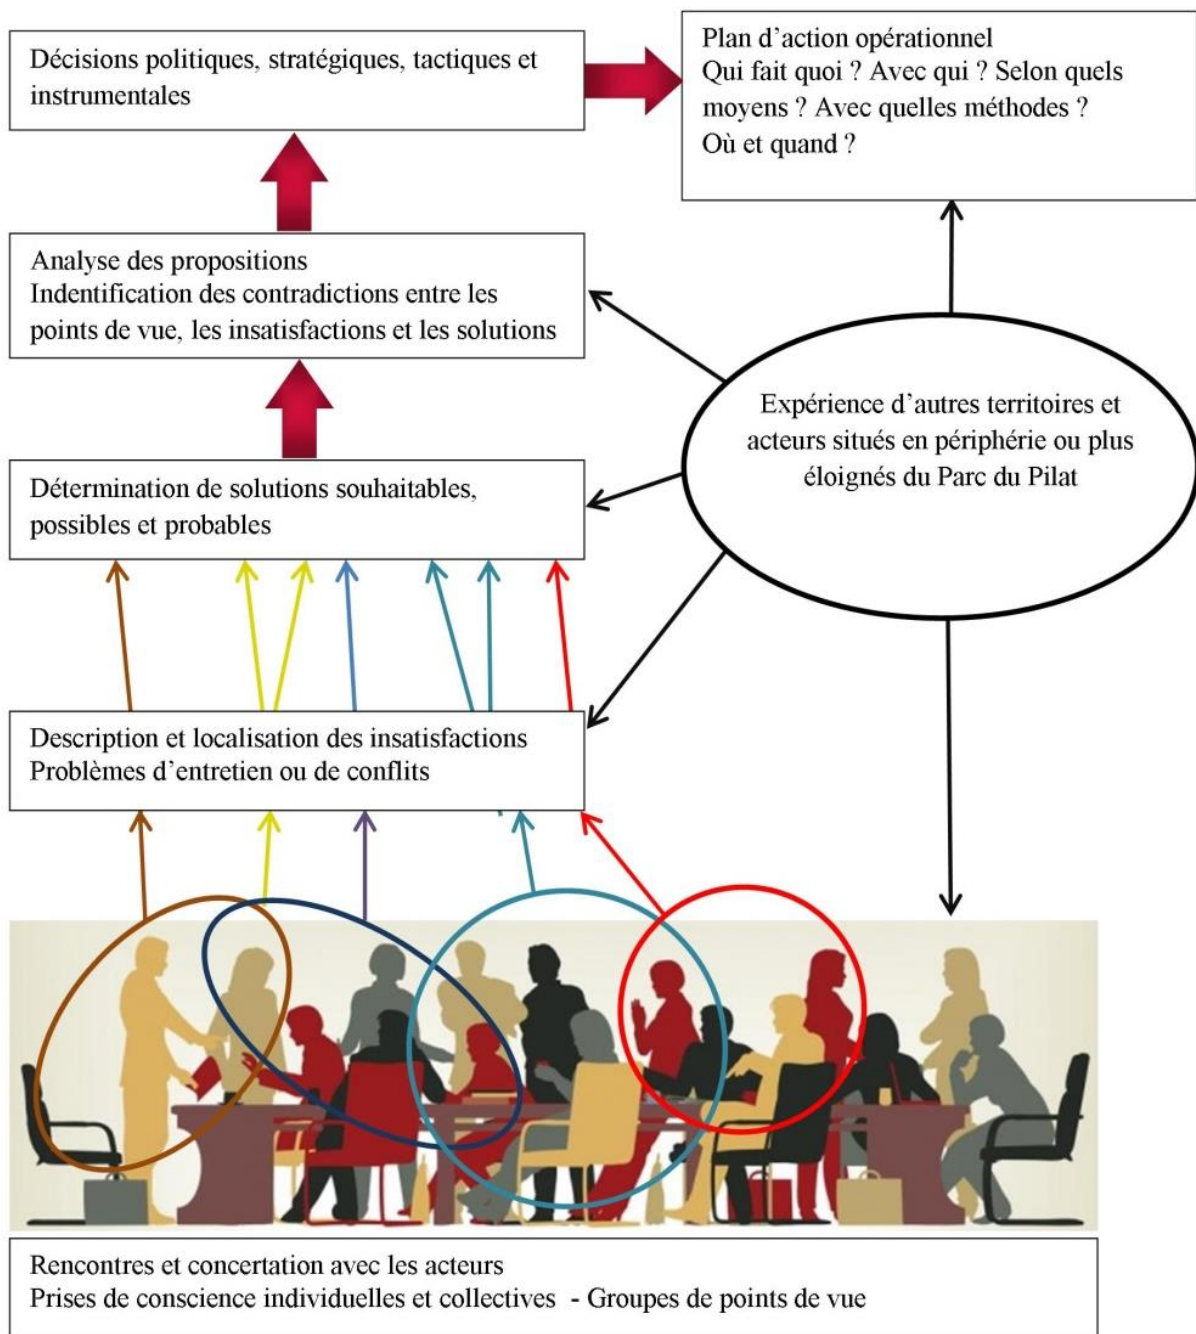 Décisions politiques, stratégiques, tactiques et
instrumentales
Plan d’action opérationnel
Qui fait quoi ? Avec qui ? Selon quels
moyens ? Avec quelles méthodes ?
Où et quand ?
Analyse des propositions
Indentification des contradictions entre les
points de vue, les insatisfactions et les solutions
Expérience d’autres territoires et
acteurs situés en périphérie ou plus
éloignés du Parc du Pilat
Détermination de solutions souhaitables,
possibles et probables
Description et localisation des insatisfactions
Problèmes d’entretien ou de conflits
Rencontres et concertation avec les acteurs
Prises de conscience individuelles et collectives - Groupes de points de vue